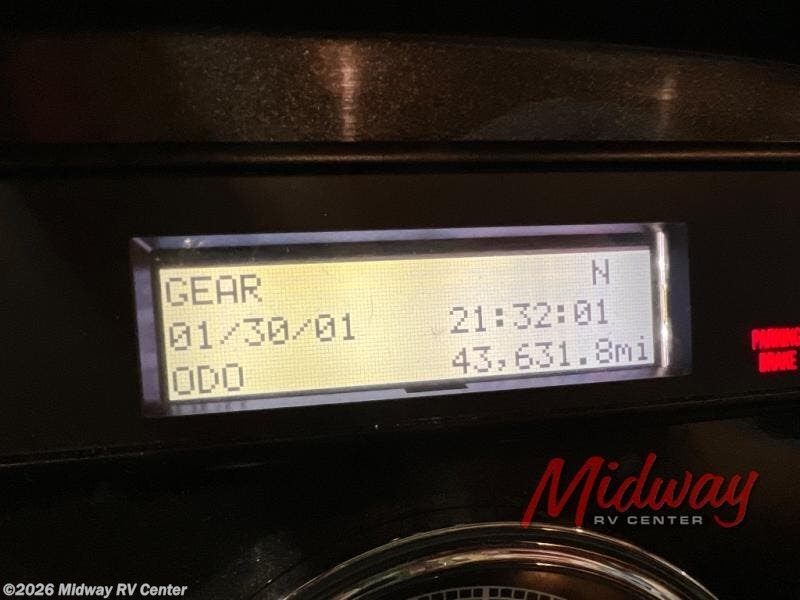 GEAR N
01/30/01 21:32:01
ODO 43,631.8mi
PARKING
BRAKE
Midway
RV CENTER
©2026 Midway RV Center